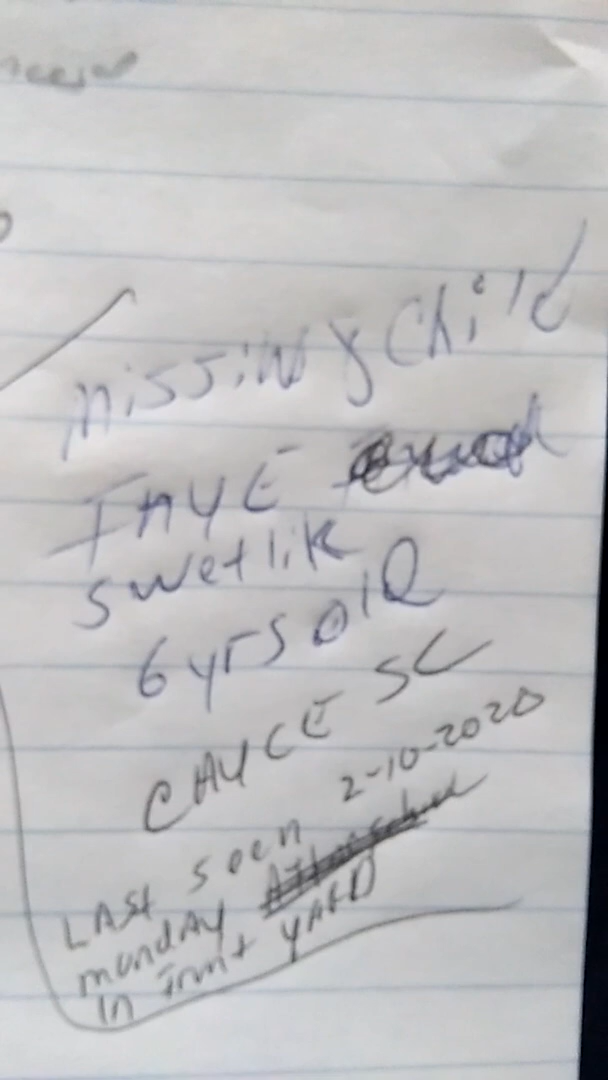 missing Child
FAYE
swetlik
6 yrs old
CAYCE SC
LAst seen 2-10-2020
monday
In Front yARD